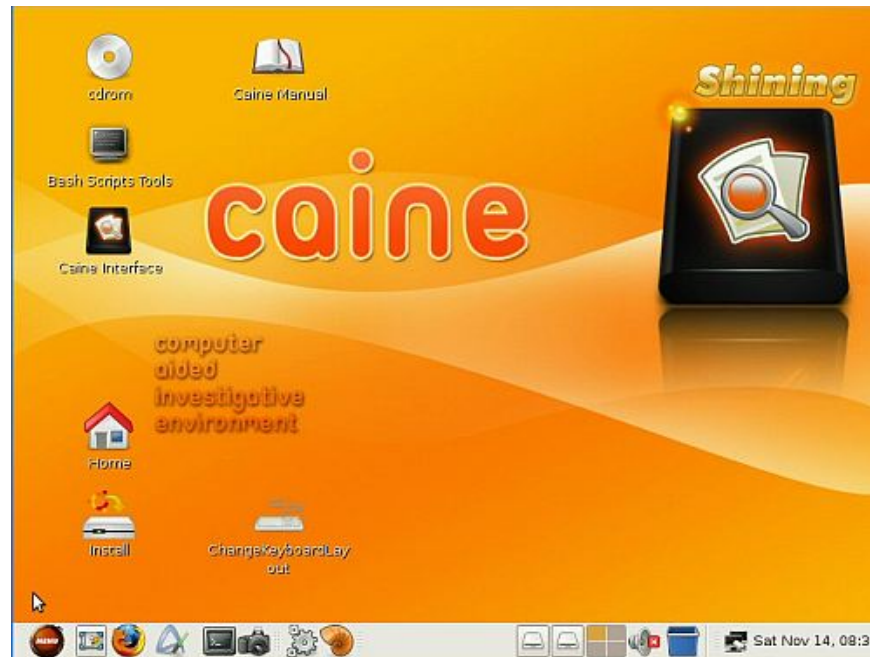 cdrom
Caine Manual
Shining
Bash Scripts Tools
caine
Caine Interface
computer
aided
investigative
environment
Home
Install
ChangeKeyboardLay
out
MENU
Sat Nov 14, 08:3